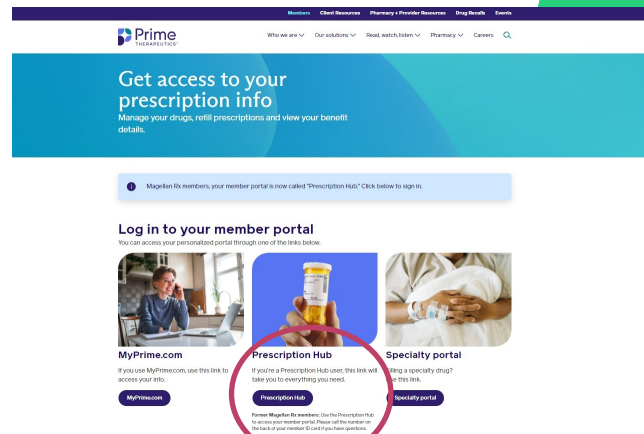 Members Client Resources Pharmacy + Provider Resources Drug Recalls Events
Prime
THERAPEUTICS
Who we are Our solutions Read, watch, listen Pharmacy Careers
Get access to your
prescription info
Manage your drugs, refill prescriptions and view your benefit
details.
Magellan Rx members, your member portal is now called "Prescription Hub." Click below to sign in.
Log in to your member portal
You can access your personalized portal through one of the links below.
MyPrime.com
If you use MyPrime.com, use this link to
access your info.
MyPrime.com
Prescription Hub
If you're a Prescription Hub user, this link will
take you to everything you need.
Prescription Hub
Former Magellan Rx members: Use the Prescription Hub
to access your member portal. Please call the number on
the back of your member ID card if you have questions.
Specialty portal
a specialty drug?
this link.
Specialty portal